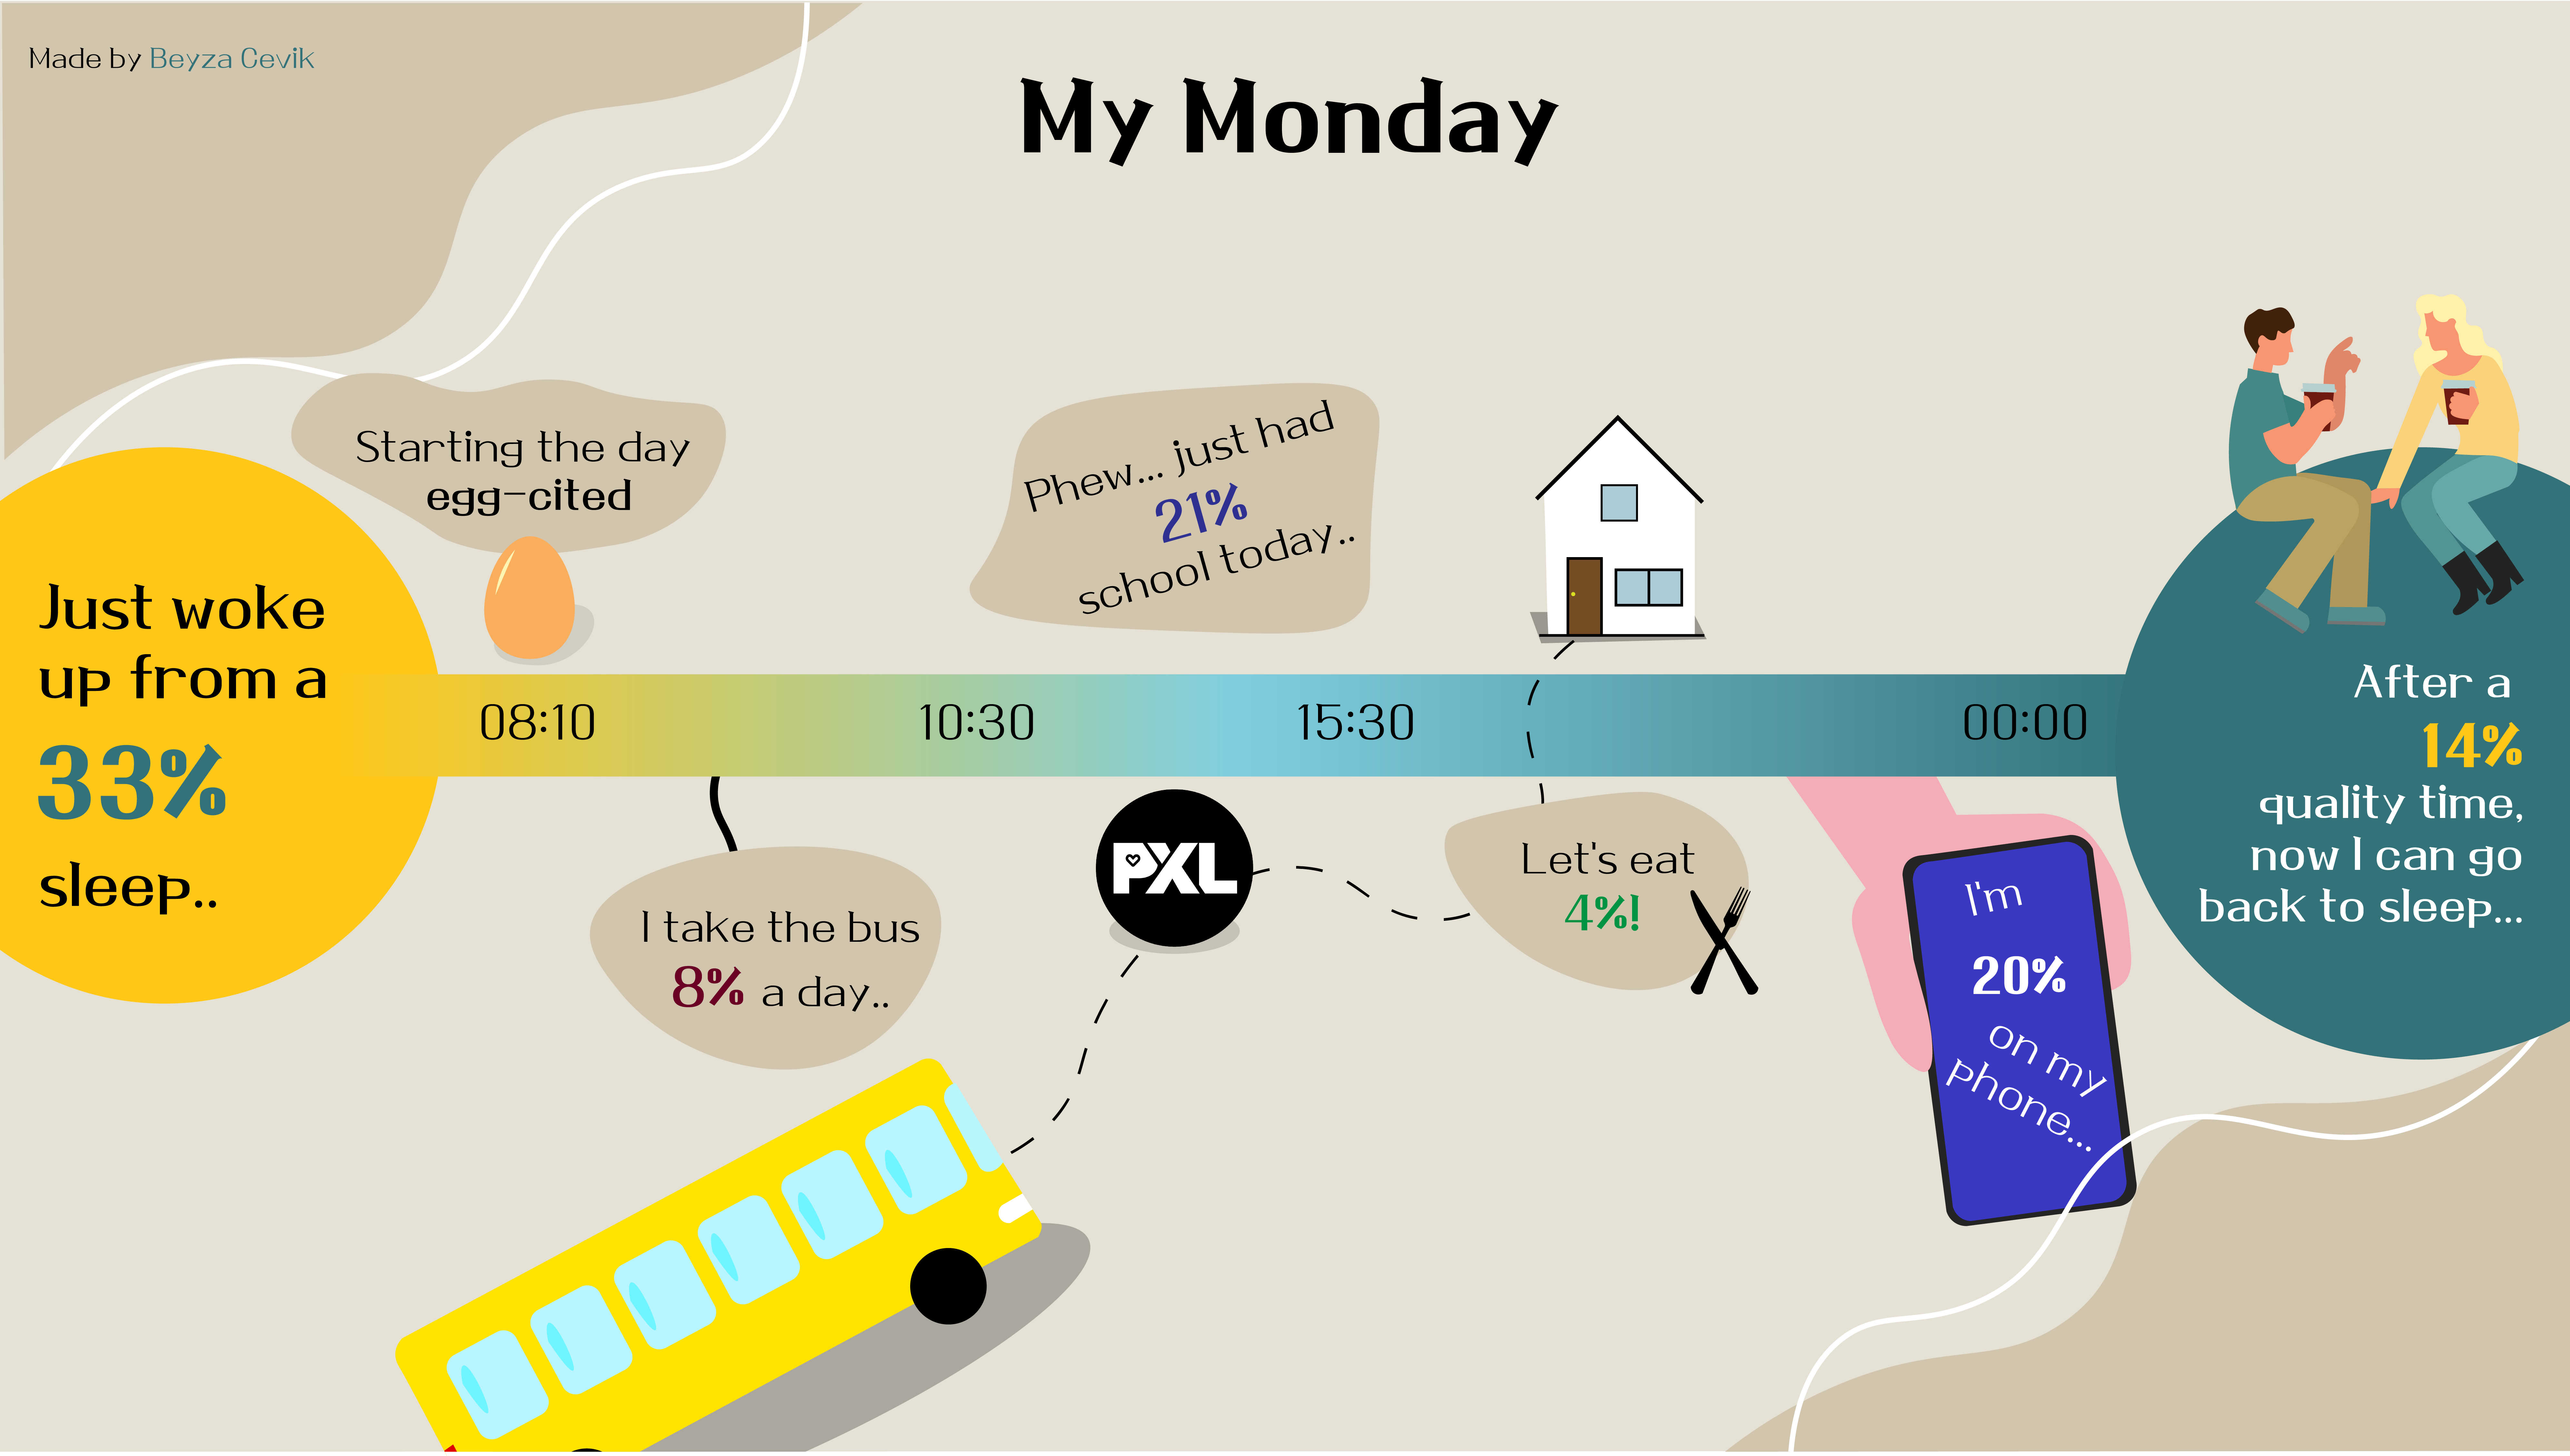 Made by Beyza Cevik
My Monday
Just woke
up from a
33%
sleep..
Starting the day
egg-cited
08:10
I take the bus
8% a day..
10:30
Phew... just had
21%
school today..
PXL
15:30
Let's eat
4%!
I'm
20%
on my
phone...
00:00
After a
14%
quality time,
now I can go
back to sleep...